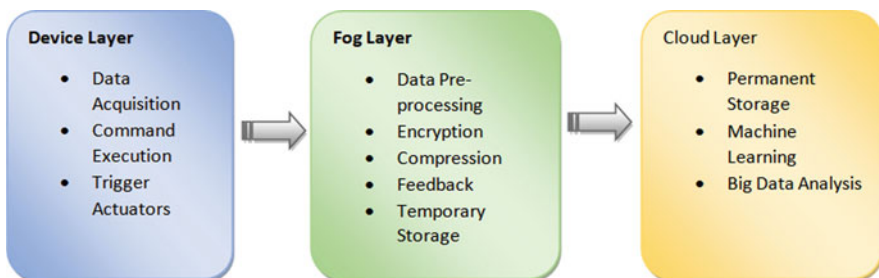 Device Layer
• Data
Acquisition
• Command
Execution
• Trigger
Actuators
Fog Layer
• Data Pre-
processing
• Encryption
• Compression
• Feedback
• Temporary
Storage
Cloud Layer
• Permanent
Storage
• Machine
Learning
• Big Data Analysis